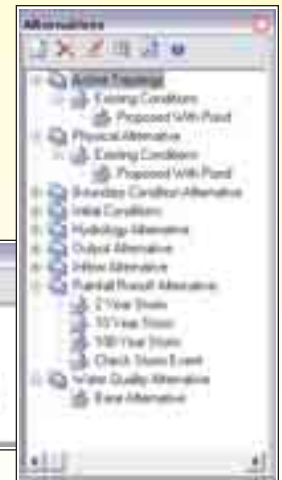 Alternatives
Active Topology
Existing Conditions
Proposed With Pond
Physical Alternative
Existing Conditions
Proposed With Pond
Boundary Condition Alternative
Initial Conditions
Hydrology Alternative
Output Alternative
Inflow Alternative
Rainfall Runoff Alternative
2 Year Storm
10 Year Storm
100 Year Storm
Check Storm Event
Water Quality Alternative
Base Alternative